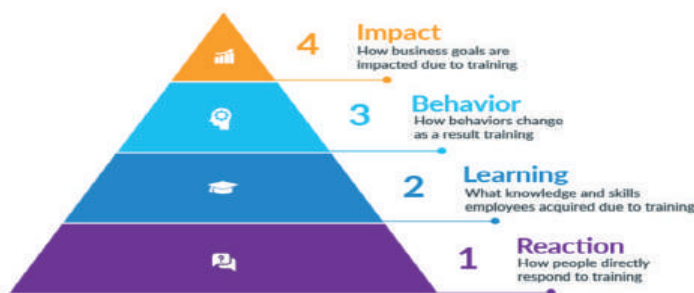 4 Impact
How business goals are
impacted due to training
3 Behavior
How behaviors change
as a result training
2 Learning
What knowledge and skills
employees acquired due to training
1 Reaction
How people directly
respond to training